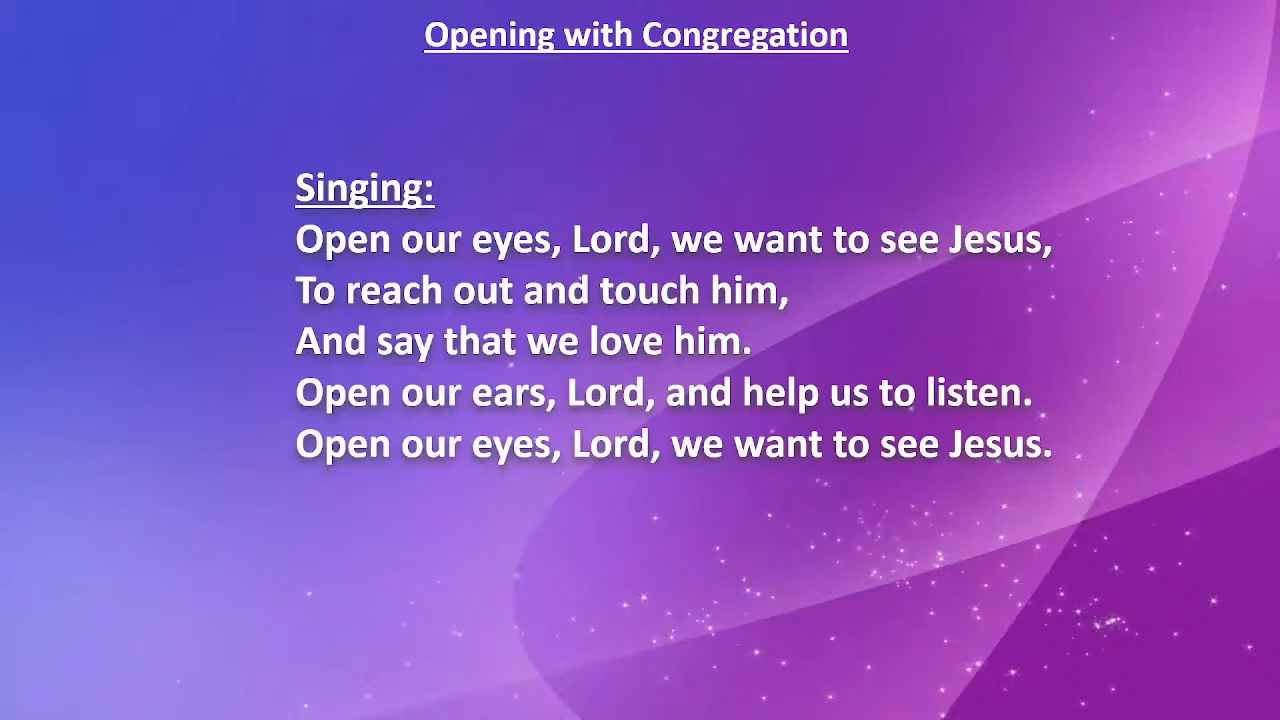 Opening with Congregation
Singing:
Open our eyes, Lord, we want to see Jesus,
To reach out and touch him,
And say that we love him.
Open our ears, Lord, and help us to listen.
Open our eyes, Lord, we want to see Jesus.